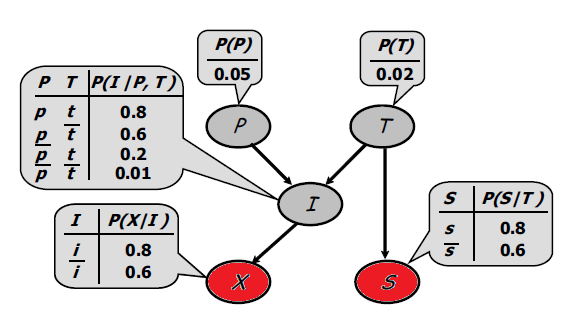 P(P)
0.05
P(T)
0.02
P T P(I |P, T )
p t 0.8
p t̅ 0.6
p̅ t 0.2
p̅ t̅ 0.01
P
T
I
I P(X|I )
i 0.8
i̅ 0.6
S P(S|T )
s 0.8
s̅ 0.6
X
S